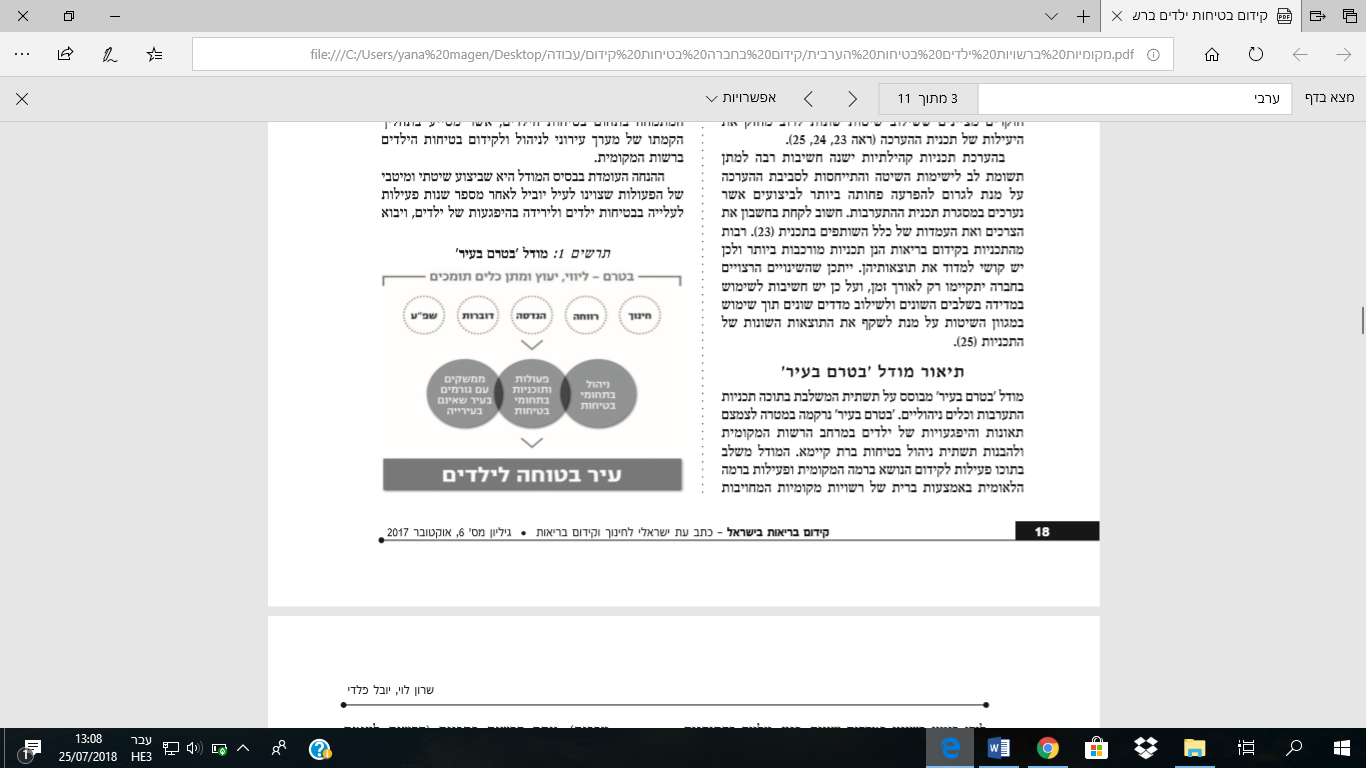 קידום בטיחות ילדים ברש
file:///C:/Users/yana%20magen/Desktop/עבודה/קידום%20בטיחות%20בחברה%20הערבית/קידום%20בטיחות%20ילדים%20ברשויות%20מקומיות.pdf
מצא בדף
ערבי
3 מתוך 11
אפשרויות
היעילות של תכנית ההערכה (ראה 23, 24, 25).
בהערכת תכניות קהילתיות ישנה חשיבות רבה למתן
תשומת לב לישימות השיטה והתייחסות לסביבת ההערכה
על מנת לגרום להפרעה פחותה ביותר לביצועים אשר
נערכים במסגרת תכנית ההתערבות. חשוב לקחת בחשבון את
הצרכים ואת העמדות של כלל השותפים בתכנית (23). רבות
מהתכניות בקידום בריאות הנן תכניות מורכבות ביותר ולכן
יש קושי למדוד את תוצאותיהן. ייתכן שהשינויים הרצויים
בחברה יתקיימו רק לאורך זמן, ועל כן יש חשיבות לשימוש
במדידה בשלבים השונים ולשילוב מדדים שונים תוך שימוש
במגוון השיטות על מנת לשקף את התוצאות השונות של
התכניות (25).
תיאור מודל 'בטרם בעיר'
מודל 'בטרם בעיר' מבוסס על תשתית המשלבת בתוכה תכניות
התערבות וכלים ניהוליים. 'בטרם בעיר' נרקמה במטרה לצמצם
תאונות והיפגעויות של ילדים במרחב הרשות המקומית
ולהבנות תשתית ניהול בטיחות ברת קיימא. המודל משלב
בתוכו פעילות לקידום הנושא ברמה המקומית ופעילות ברמה
הלאומית באמצעות ברית של רשויות מקומיות המחויבות
הקמתו של מערך עירוני לניהול ולקידום בטיחות הילדים
ברשות המקומית.
ההנחה העומדת בבסיס המודל היא שביצוע שיטתי ומיטבי
של הפעולות שצוינו לעיל יוביל לאחר מספר שנות פעילות
לעלייה בבטיחות ילדים ולירידה בהיפגעות של ילדים, ויבוא
תרשים 1: מודל 'בטרם בעיר'
בטרם – ליווי, יעוץ ומתן כלים תומכים
חינוך
רווחה
הנדסה
דוברות
שפ"ע
ניהול
בתחומי
בטיחות
פעולות
ותוכניות
בתחומי
בטיחות
ממשקים
עם גורמים
בעיר שאינם
בעירייה
עיר בטוחה לילדים
18
קידום בריאות בישראל – כתב עת ישראלי לחינוך וקידום בריאות • גיליון מס' 6, אוקטובר 2017
שרון לוי, יובל פלדי
13:08
25/07/2018
עבר
HE3